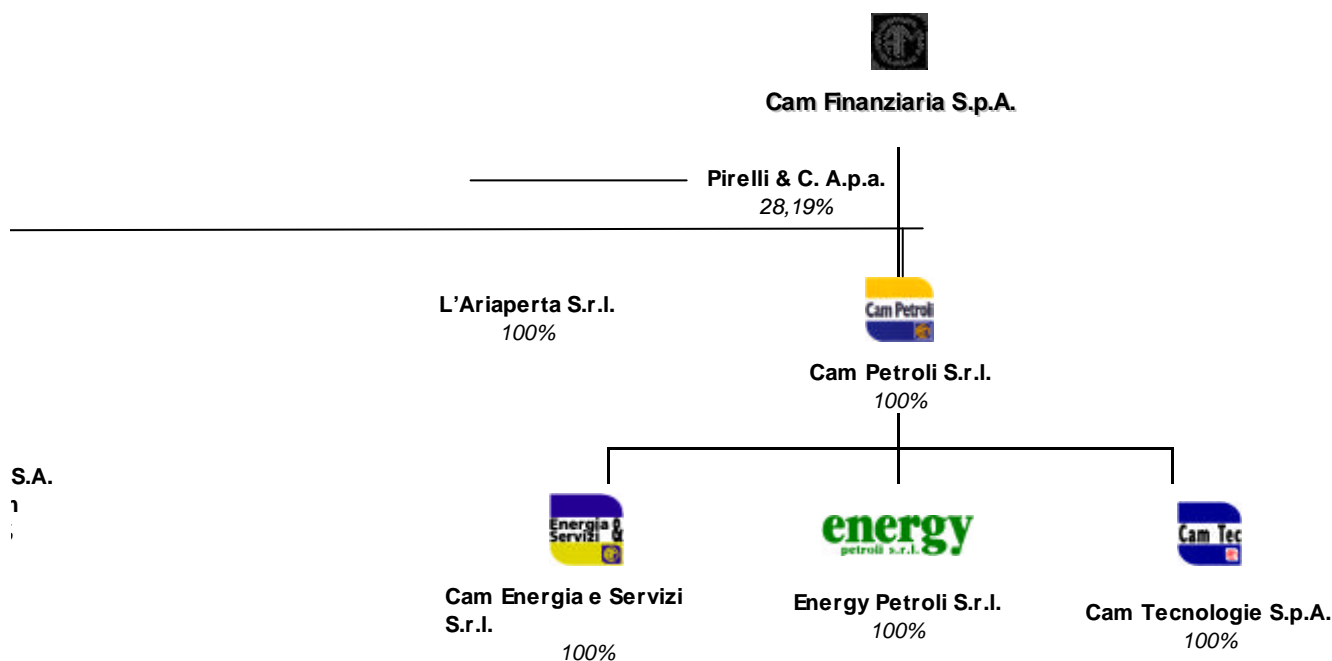 Cam Finanziaria S.p.A.
Pirelli & C. A.p.a.
28,19%
L’Ariaperta S.r.l.
100%
Cam Petroli
Cam Petroli S.r.l.
100%
S.A.
Energia &
Servizi
energy
petroli s.r.l.
Cam Tec
Cam Energia e Servizi
S.r.l.
100%
Energy Petroli S.r.l.
100%
Cam Tecnologie S.p.A.
100%